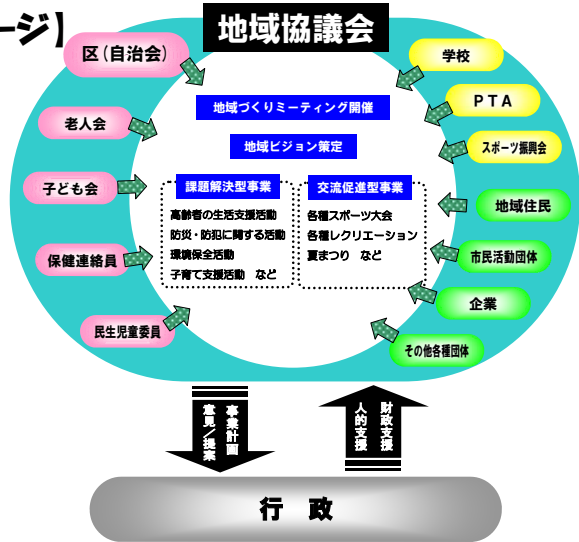 ージ】
地域協議会
区(自治会)
老人会
子ども会
保健連絡員
民生児童委員
学校
PTA
スポーツ振興会
地域住民
市民活動団体
企業
その他各種団体
地域づくりミーティング開催
地域ビジョン策定
課題解決型事業
高齢者の生活支援活動
防災・防犯に関する活動
環境保全活動
子育て支援活動 など
交流促進型事業
各種スポーツ大会
各種レクリエーション
夏まつり など
事業計画
意見/提案
財政支援
人的支援
行 政